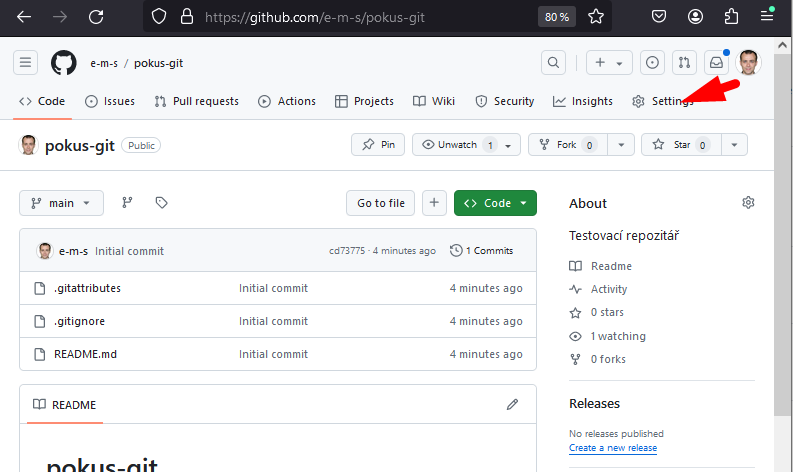 https://github.com/e-m-s/pokus-git 80 %
e-m-s / pokus-git
Code Issues Pull requests Actions Projects Wiki Security Insights Settings
pokus-git Public Pin Unwatch 1 Fork 0 Star 0
main Go to file Code
About
Testovací repozitář
e-m-s Initial commit cd73775 · 4 minutes ago 1 Commits
.gitattributes Initial commit 4 minutes ago
.gitignore Initial commit 4 minutes ago
README.md Initial commit 4 minutes ago
Readme
Activity
0 stars
1 watching
0 forks
README
pokus-git
Releases
No releases published
Create a new release